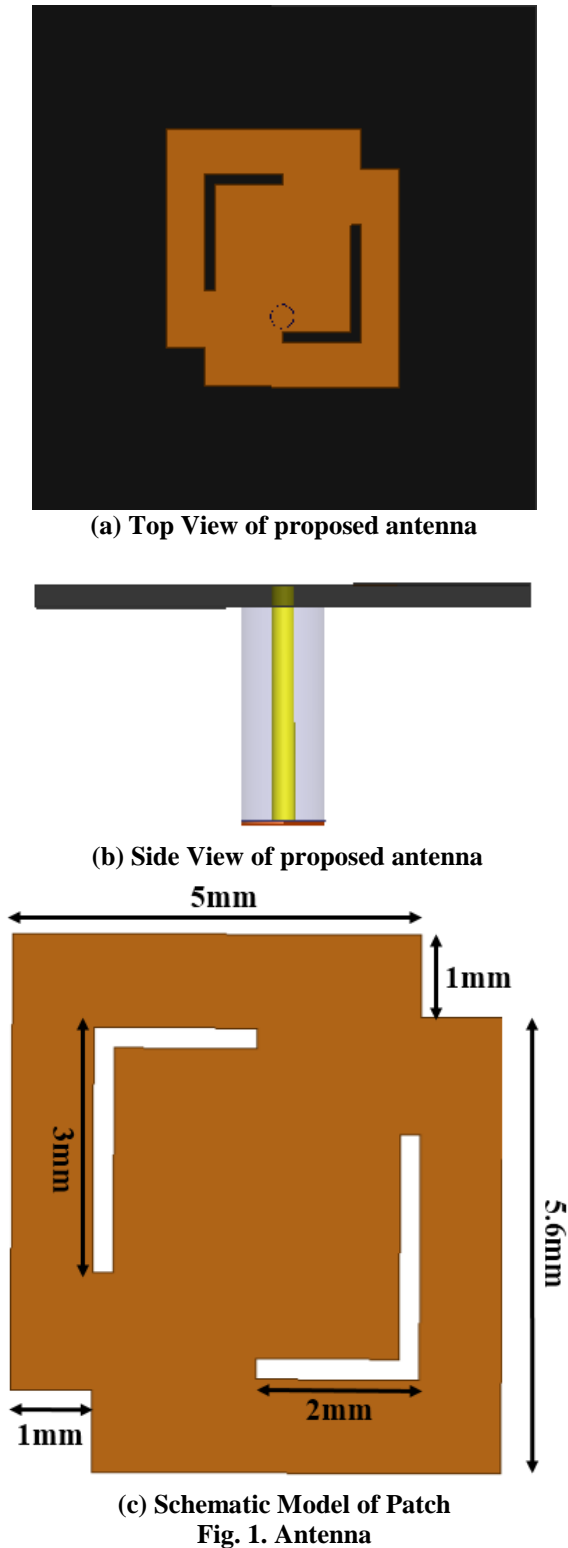 (a) Top View of proposed antenna
(b) Side View of proposed antenna
5mm
1mm
3mm
5.6mm
2mm
1mm
(c) Schematic Model of Patch
Fig. 1. Antenna